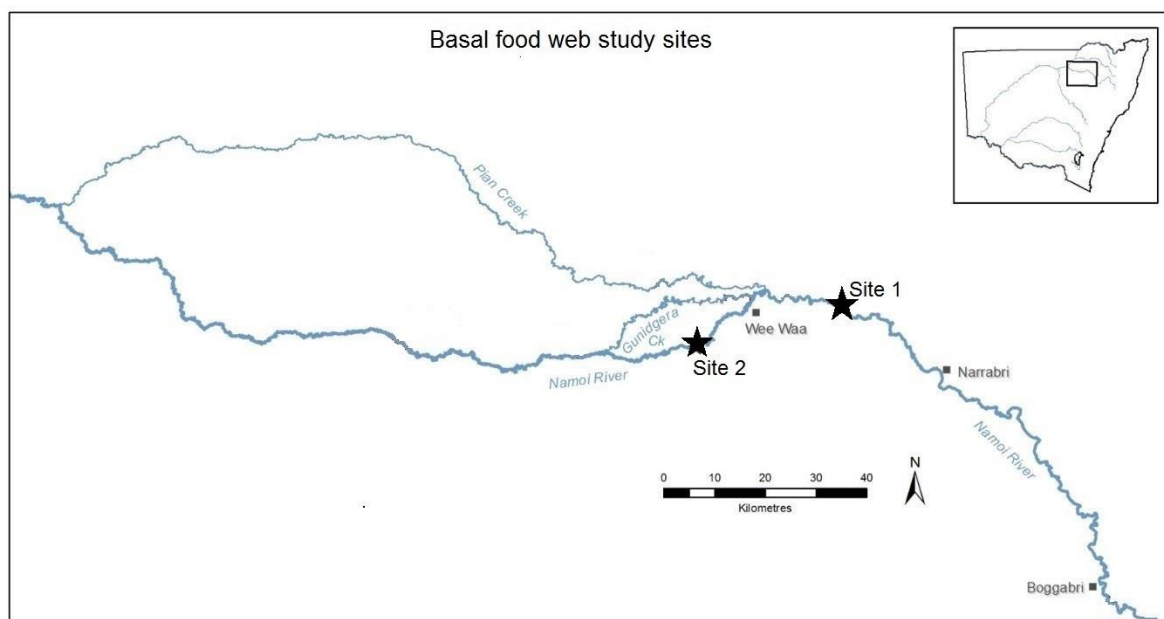 Basal food web study sites
Pian Creek
Site 1
Gunidgera
Ck
Wee Waa
Site 2
Narrabri
Namoi River
Namoi River
N
0 10 20 30 40
Kilometres
Boggabri